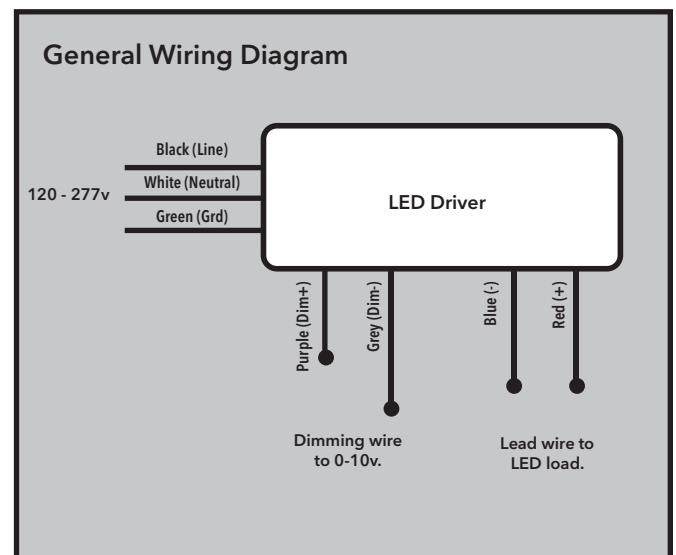 General Wiring Diagram
Black (Line)
120 - 277v
White (Neutral)
Green (Grd)
LED Driver
Purple (Dim+)
Grey (Dim-)
Blue (-)
Red (+)
Dimming wire
to 0-10v.
Lead wire to
LED load.